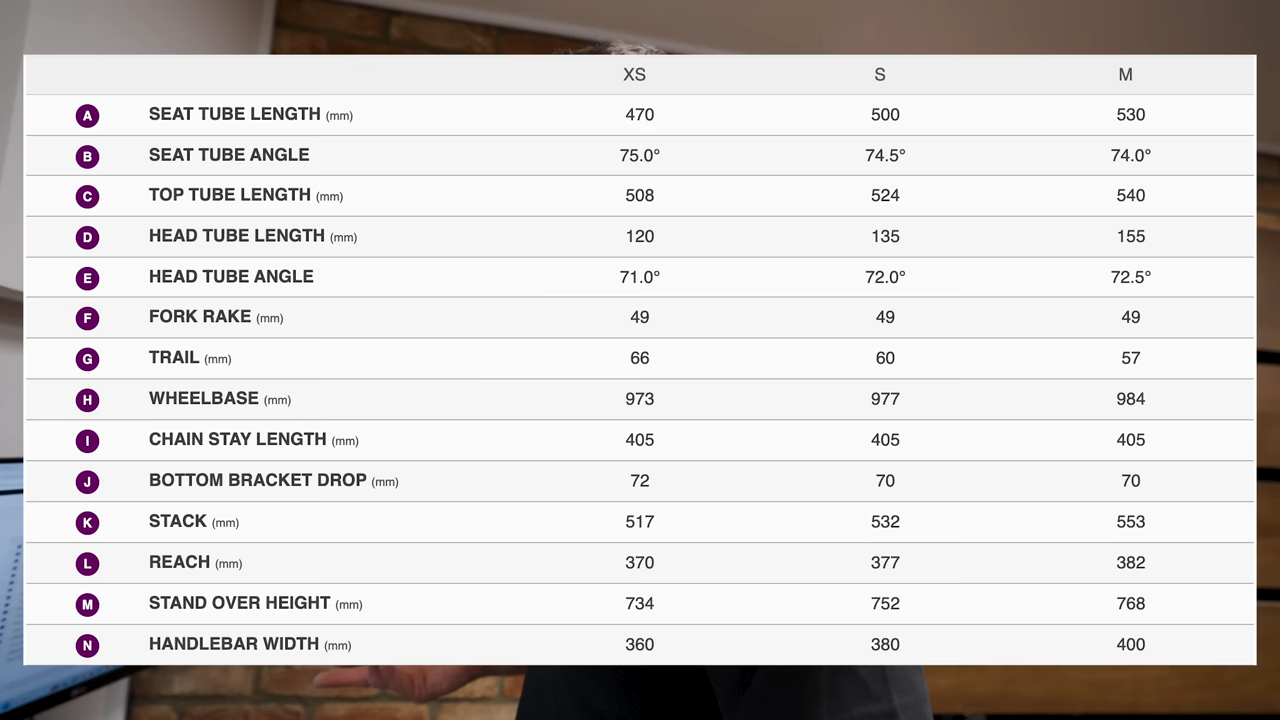 XS S M
A SEAT TUBE LENGTH (mm) 470 500 530
B SEAT TUBE ANGLE 75.0° 74.5° 74.0°
C TOP TUBE LENGTH (mm) 508 524 540
D HEAD TUBE LENGTH (mm) 120 135 155
E HEAD TUBE ANGLE 71.0° 72.0° 72.5°
F FORK RAKE (mm) 49 49 49
G TRAIL (mm) 66 60 57
H WHEELBASE (mm) 973 977 984
I CHAIN STAY LENGTH (mm) 405 405 405
J BOTTOM BRACKET DROP (mm) 72 70 70
K STACK (mm) 517 532 553
L REACH (mm) 370 377 382
M STAND OVER HEIGHT (mm) 734 752 768
N HANDLEBAR WIDTH (mm) 360 380 400